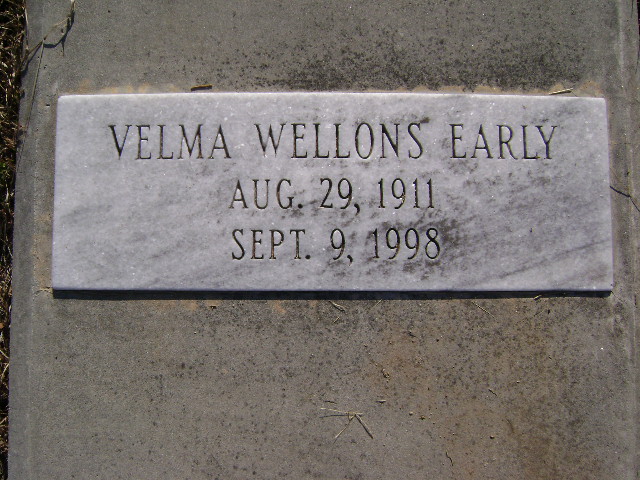 VELMA WELLONS EARLY
AUG. 29, 1911
SEPT. 9, 1998